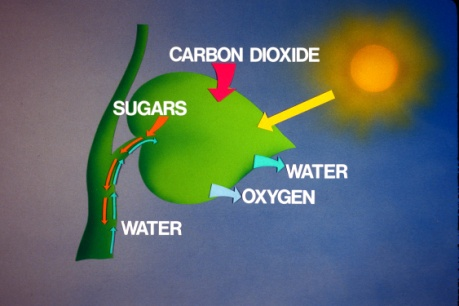 CARBON DIOXIDE
SUGARS
WATER
OXYGEN
WATER